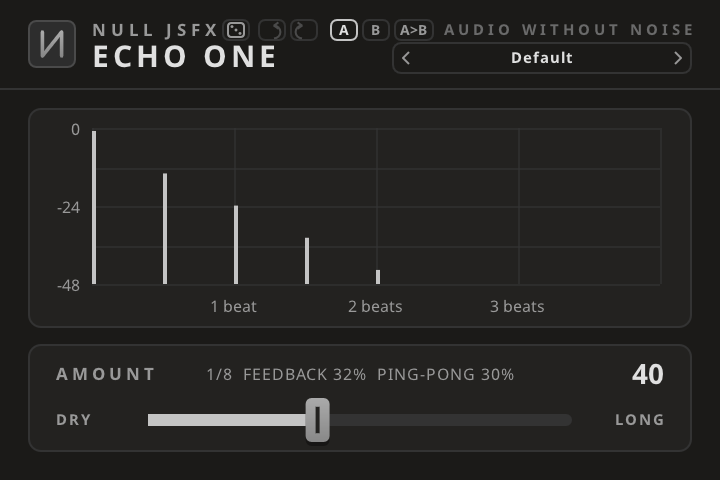 NULL JSFX A B A>B AUDIO WITHOUT NOISE
ECHO ONE
Default
0
-24
-48
1 beat 2 beats 3 beats
AMOUNT 1/8 FEEDBACK 32% PING-PONG 30% 40
DRY LONG